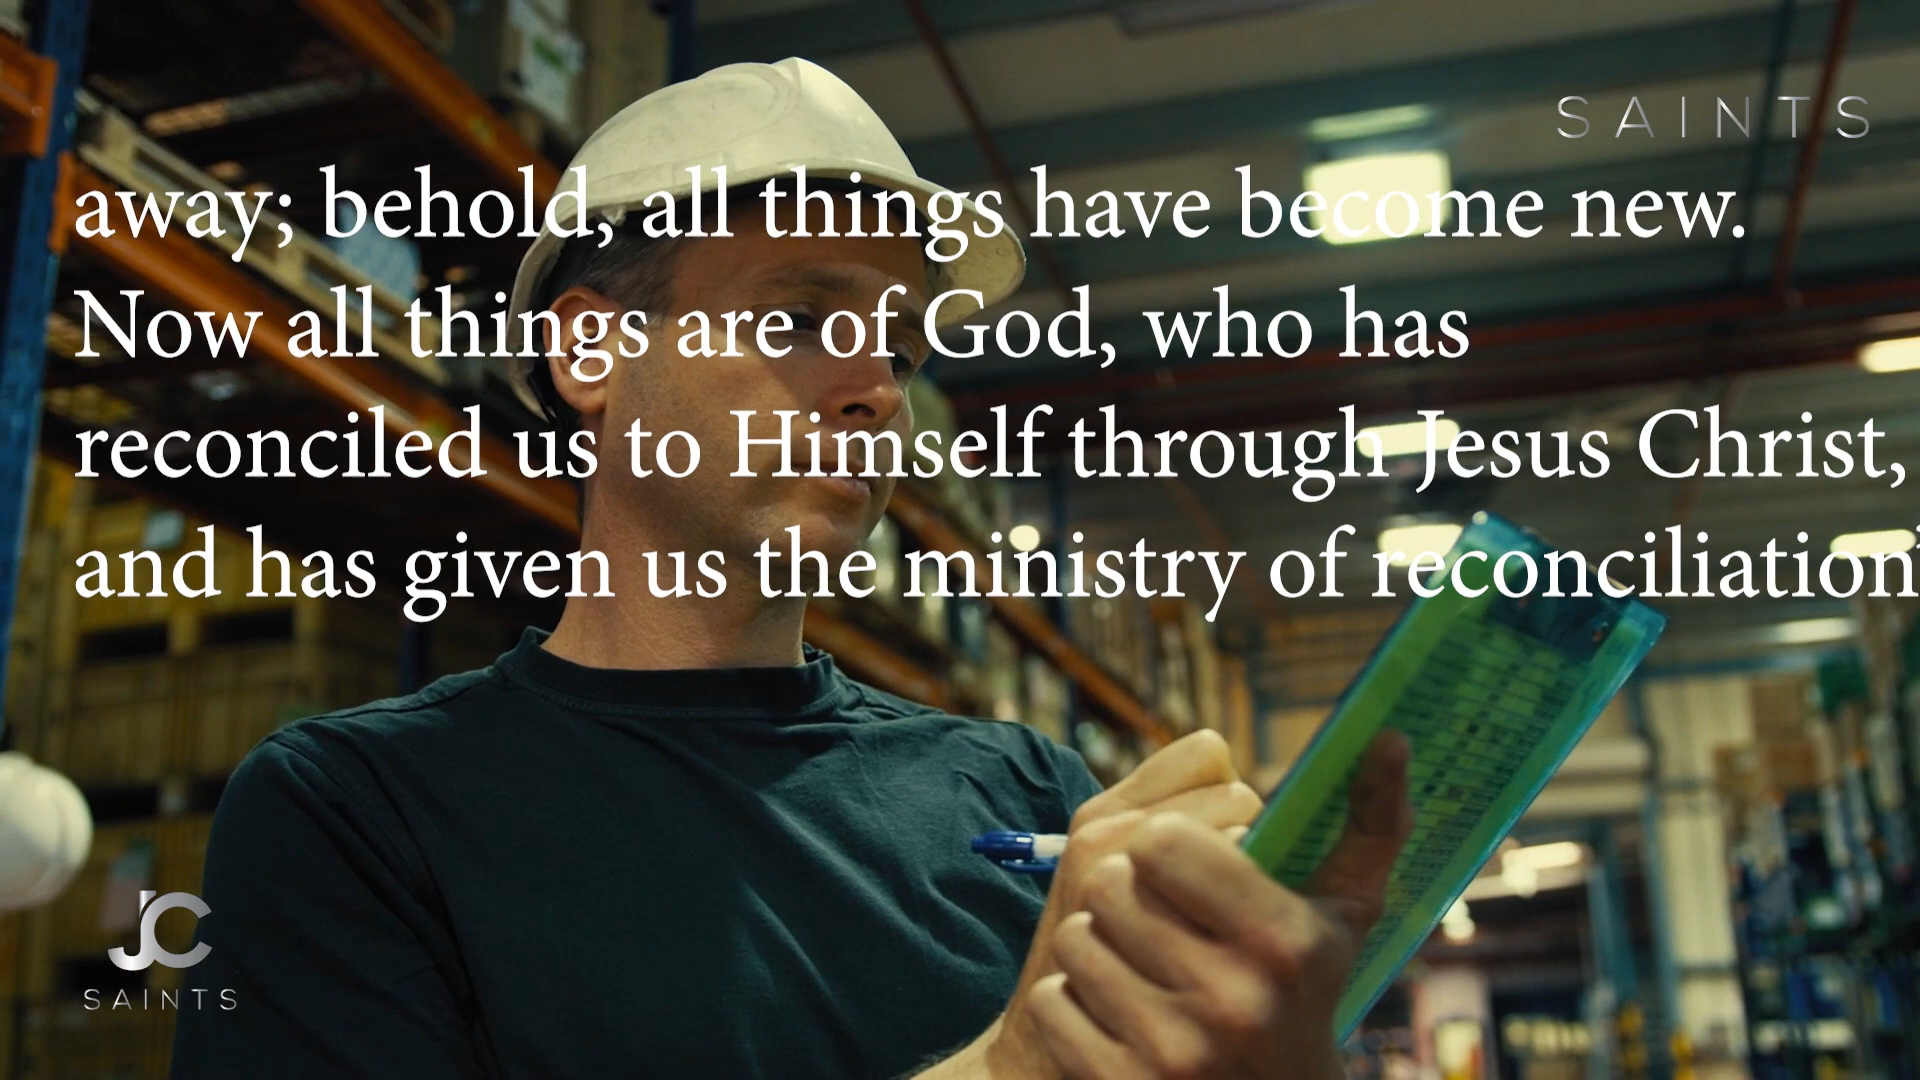 SAINTS
away; behold, all things have become new.
Now all things are of God, who has
reconciled us to Himself through Jesus Christ,
and has given us the ministry of reconciliation
JC
SAINTS